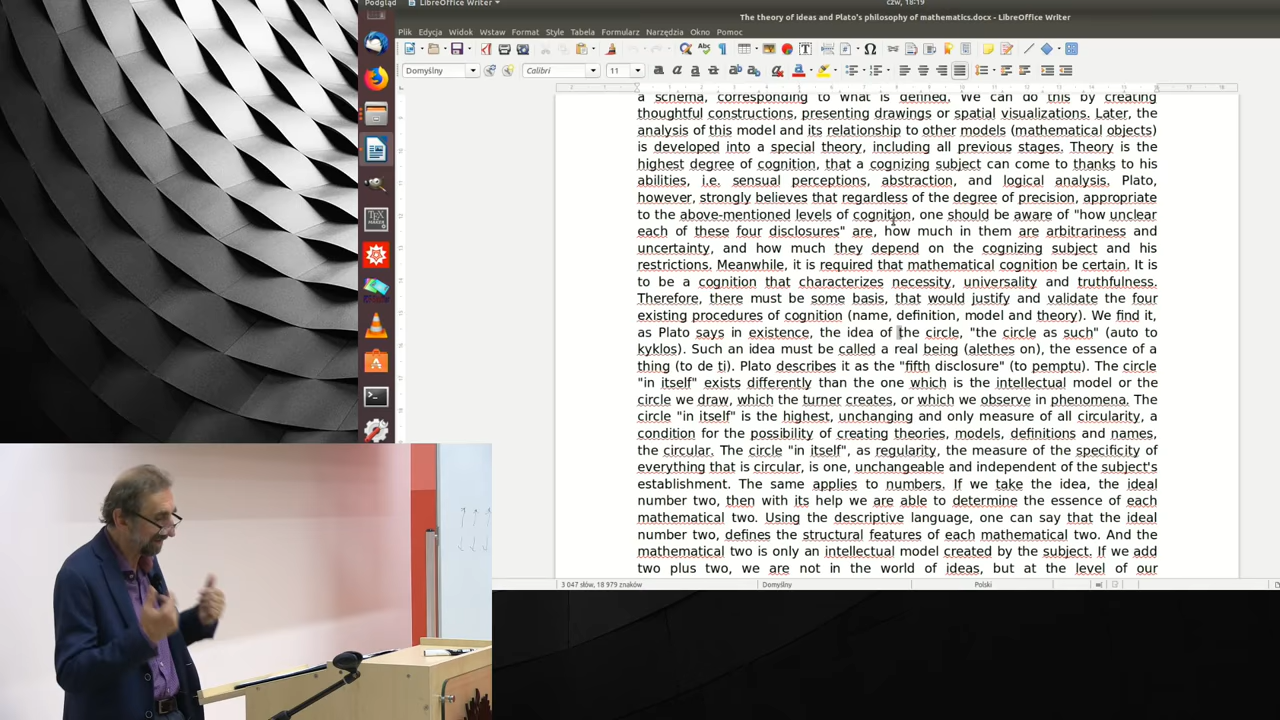 Podgląd
LibreOffice Writer
czw, 18:19
The theory of ideas and Plato's philosophy of mathematics.docx - LibreOffice Writer
Plik Edycja Widok Wstaw Format Style Tabela Formularz Narzędzia Okno Pomoc
Domyślny Calibri 11
a schema, corresponding to what is defined. We can do this by creating
thoughtful constructions, presenting drawings or spatial visualizations. Later, the
analysis of this model and its relationship to other models (mathematical objects)
is developed into a special theory, including all previous stages. Theory is the
highest degree of cognition, that a cognizing subject can come to thanks to his
abilities, i.e. sensual perceptions, abstraction, and logical analysis. Plato,
however, strongly believes that regardless of the degree of precision, appropriate
to the above-mentioned levels of cognition, one should be aware of "how unclear
each of these four disclosures" are, how much in them are arbitrariness and
uncertainty, and how much they depend on the cognizing subject and his
restrictions. Meanwhile, it is required that mathematical cognition be certain. It is
to be a cognition that characterizes necessity, universality and truthfulness.
Therefore, there must be some basis, that would justify and validate the four
existing procedures of cognition (name, definition, model and theory). We find it,
as Plato says in existence, the idea of the circle, "the circle as such" (auto to
kyklos). Such an idea must be called a real being (alethes on), the essence of a
thing (to de ti). Plato describes it as the "fifth disclosure" (to pemptu). The circle
"in itself" exists differently than the one which is the intellectual model or the
circle we draw, which the turner creates, or which we observe in phenomena. The
circle "in itself" is the highest, unchanging and only measure of all circularity, a
condition for the possibility of creating theories, models, definitions and names,
the circular. The circle "in itself", as regularity, the measure of the specificity of
everything that is circular, is one, unchangeable and independent of the subject's
establishment. The same applies to numbers. If we take the idea, the ideal
number two, then with its help we are able to determine the essence of each
mathematical two. Using the descriptive language, one can say that the ideal
number two, defines the structural features of each mathematical two. And the
mathematical two is only an intellectual model created by the subject. If we add
two plus two, we are not in the world of ideas, but at the level of our
3 047 słów, 18 979 znaków Domyślny Polski